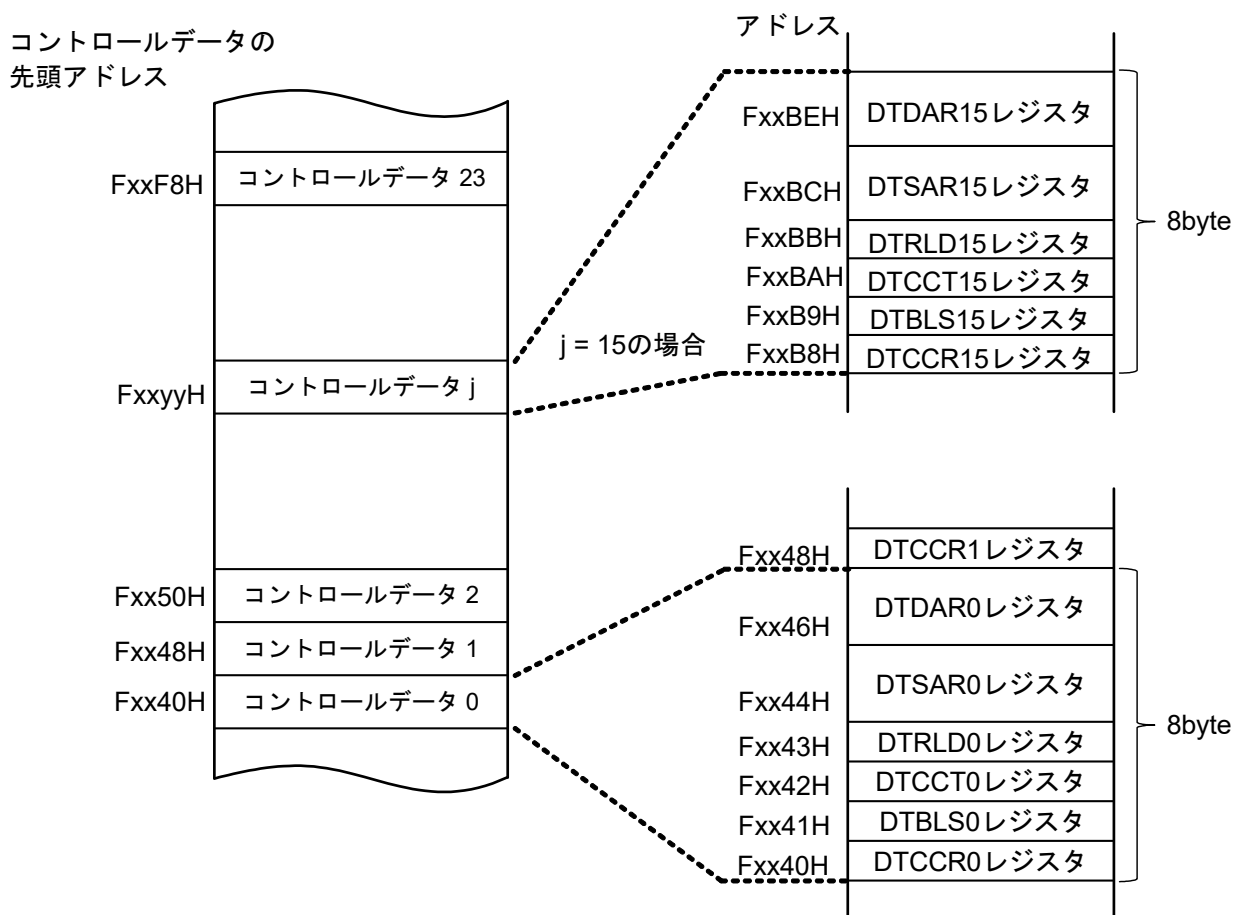 コントロールデータの
先頭アドレス
FxxF8H
コントロールデータ 23
FxxyyH
コントロールデータ j
Fxx50H
コントロールデータ 2
Fxx48H
コントロールデータ 1
Fxx40H
コントロールデータ 0
j = 15の場合
アドレス
FxxBEH
DTDAR15レジスタ
FxxBCH
DTSAR15レジスタ
FxxBBH
DTRLD15レジスタ
FxxBAH
DTCCT15レジスタ
FxxB9H
DTBLS15レジスタ
FxxB8H
DTCCR15レジスタ
8byte
Fxx48H
DTCCR1レジスタ
Fxx46H
DTDAR0レジスタ
Fxx44H
DTSAR0レジスタ
Fxx43H
DTRLD0レジスタ
Fxx42H
DTCCT0レジスタ
Fxx41H
DTBLS0レジスタ
Fxx40H
DTCCR0レジスタ
8byte